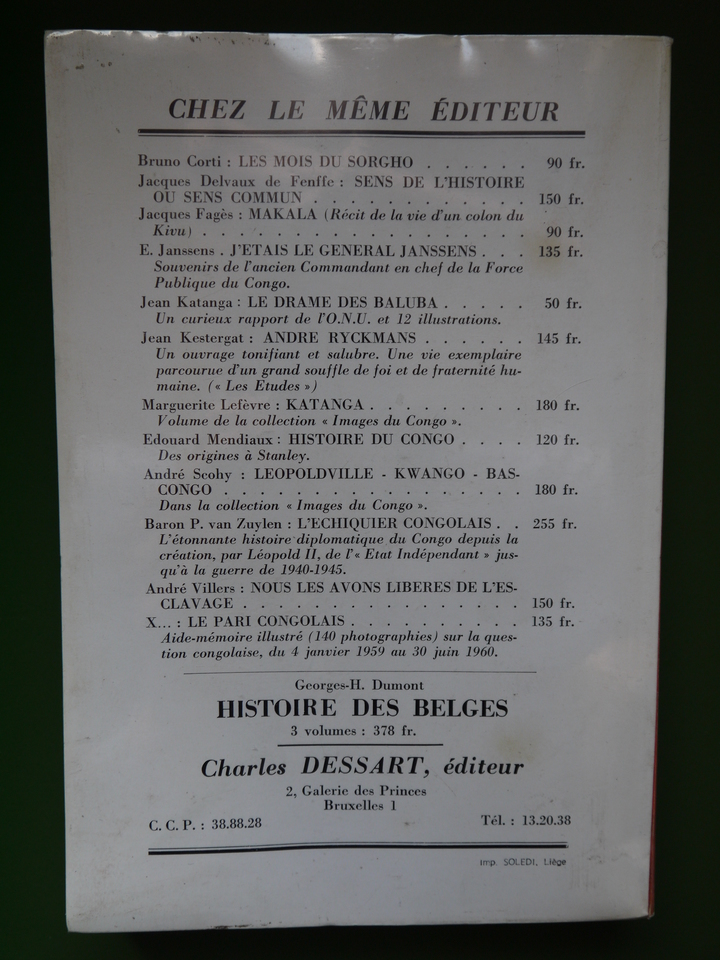 CHEZ LE MÊME ÉDITEUR
Bruno Corti : LES MOIS DU SORGHO . . . . . . 90 fr.
Jacques Delvaux de Fenffe : SENS DE L'HISTOIRE
OU SENS COMMUN . . . . . . . . . . . . 150 fr.
Jacques Fagès : MAKALA (Récit de la vie d'un colon du
Kivu) . . . . . . . . . . . . . . . . . . 90 fr.
E. Janssens . J'ETAIS LE GENERAL JANSSENS . . . 135 fr.
Souvenirs de l'ancien Commandant en chef de la Force
Publique du Congo.
Jean Katanga : LE DRAME DES BALUBA . . . . . 50 fr.
Un curieux rapport de l'O.N.U. et 12 illustrations.
Jean Kestergat : ANDRE RYCKMANS . . . . . . 145 fr.
Un ouvrage tonifiant et salubre. Une vie exemplaire
parcourue d'un grand souffle de foi et de fraternité hu-
maine. (« Les Etudes »)
Marguerite Lefèvre : KATANGA . . . . . . . . . 180 fr.
Volume de la collection « Images du Congo ».
Edouard Mendiaux : HISTOIRE DU CONGO . . . . 120 fr.
Des origines à Stanley.
André Scohy : LEOPOLDVILLE - KWANGO - BAS-
CONGO . . . . . . . . . . . . . . . . . 180 fr.
Dans la collection « Images du Congo ».
Baron P. van Zuylen : L'ECHIQUIER CONGOLAIS . . 255 fr.
L'étonnante histoire diplomatique du Congo depuis la
création, par Léopold II, de l'« Etat Indépendant » jus-
qu'à la guerre de 1940-1945.
André Villers : NOUS LES AVONS LIBERES DE L'ES-
CLAVAGE . . . . . . . . . . . . . . . . 150 fr.
X... : LE PARI CONGOLAIS . . . . . . . . . . 135 fr.
Aide-mémoire illustré (140 photographies) sur la ques-
tion congolaise, du 4 janvier 1959 au 30 juin 1960.
Georges-H. Dumont
HISTOIRE DES BELGES
3 volumes : 378 fr.
Charles DESSART, éditeur
2, Galerie des Princes
Bruxelles 1
C. C. P. : 38.88.28 Tél. : 13.20.38
Imp. SOLEDI, Liège